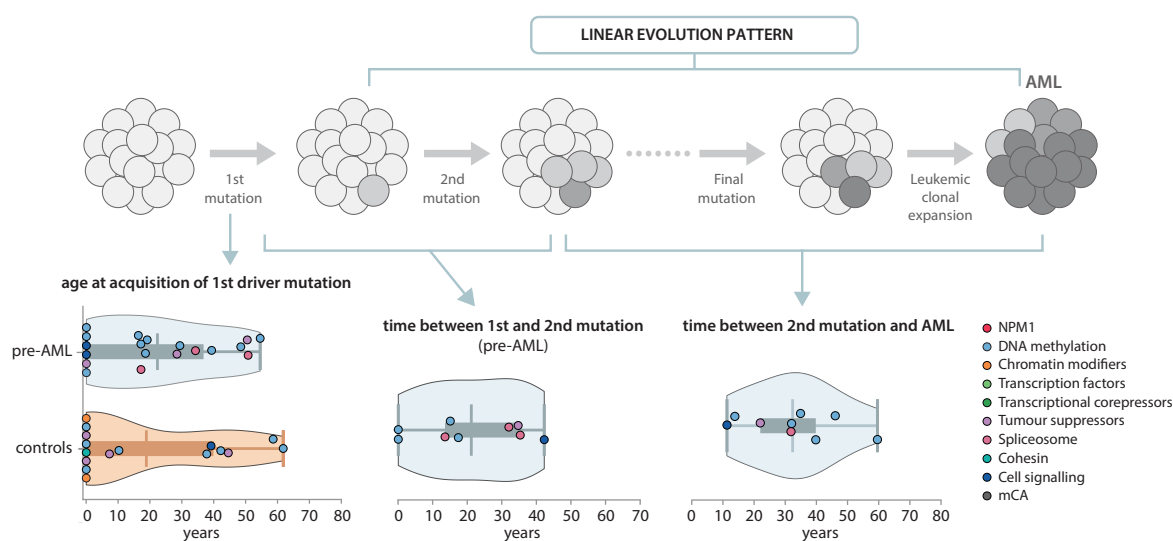 LINEAR EVOLUTION PATTERN
AML
1st
mutation
2nd
mutation
Final
mutation
Leukemic
clonal
expansion
age at acquisition of 1st driver mutation
pre-AML
controls
0 10 20 30 40 50 60 70 80
years
time between 1st and 2nd mutation
(pre-AML)
0 10 20 30 40 50 60 70 80
years
time between 2nd mutation and AML
0 10 20 30 40 50 60 70 80
years
NPM1
DNA methylation
Chromatin modifiers
Transcription factors
Transcriptional corepressors
Tumour suppressors
Spliceosome
Cohesin
Cell signalling
mCA